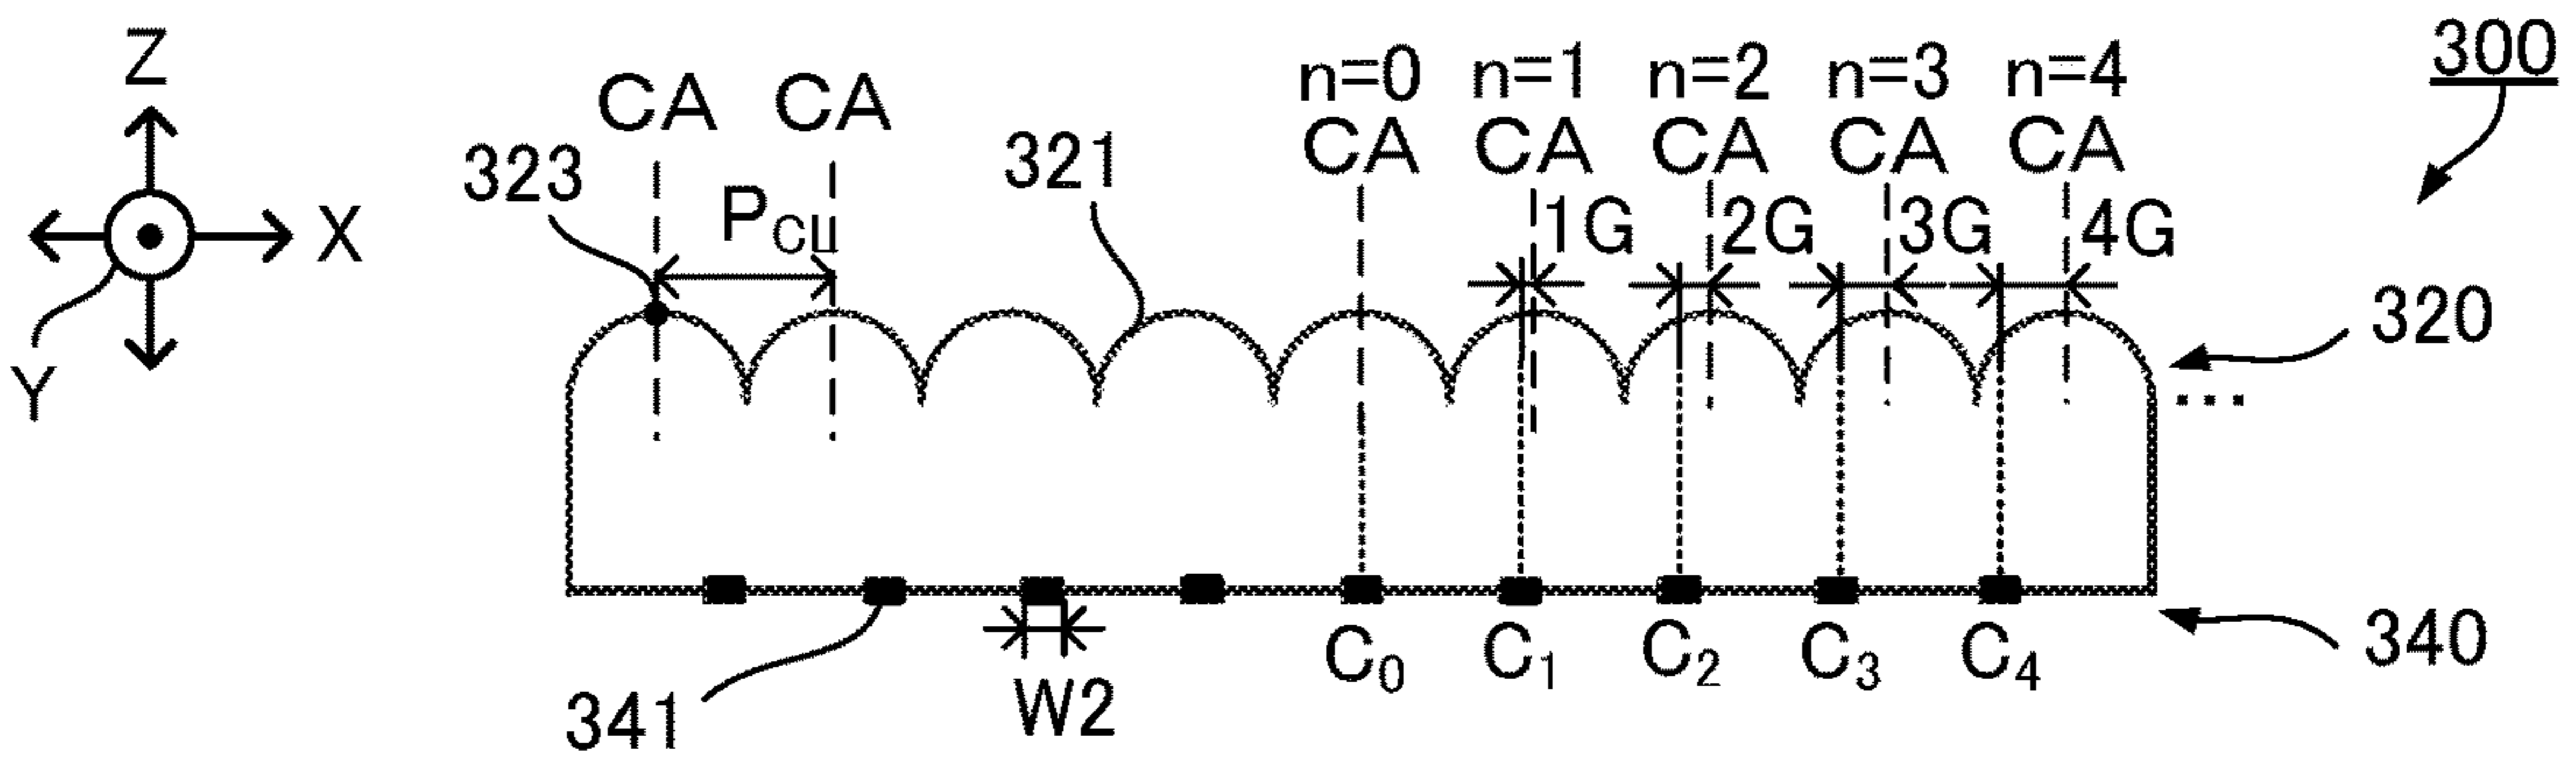 Z
X
Y
CA CA
n=0 n=1 n=2 n=3 n=4
CA CA CA CA CA
300
323
P_CU
321
1G 2G 3G 4G
320
...
C₀ C₁ C₂ C₃ C₄
340
341
W2